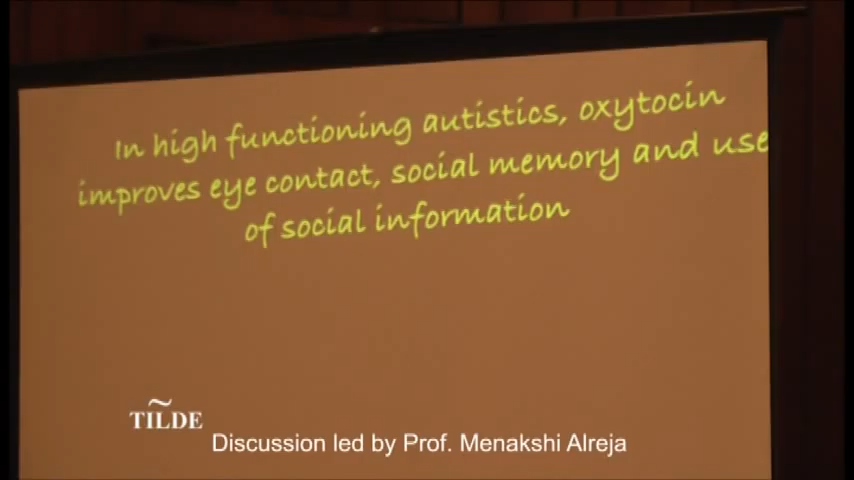 In high functioning autistics, oxytocin
improves eye contact, social memory and use
of social information
TILDE
Discussion led by Prof. Menakshi Alreja